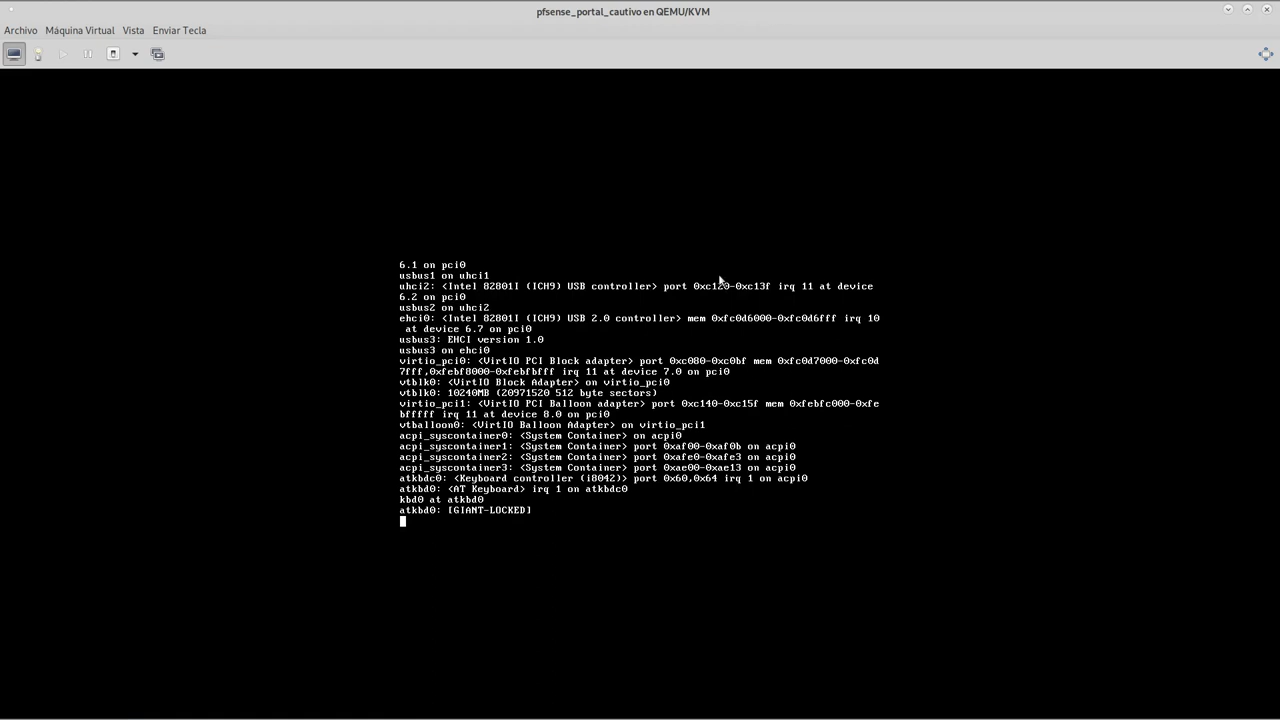 pfsense_portal_cautivo en QEMU/KVM
Archivo Máquina Virtual Vista Enviar Tecla
6.1 on pci0
usbus1 on uhci1
uhci2: <Intel 82801I (ICH9) USB controller> port 0xc120-0xc13f irq 11 at device
6.2 on pci0
usbus2 on uhci2
ehci0: <Intel 82801I (ICH9) USB 2.0 controller> mem 0xfc0d6000-0xfc0d6fff irq 10
at device 6.7 on pci0
usbus3: EHCI version 1.0
usbus3 on ehci0
virtio_pci0: <VirtIO PCI Block adapter> port 0xc080-0xc0bf mem 0xfc0d7000-0xfc0d
7fff,0xfebf8000-0xfebfbfff irq 11 at device 7.0 on pci0
vtblk0: <VirtIO Block Adapter> on virtio_pci0
vtblk0: 10240MB (20971520 512 byte sectors)
virtio_pci1: <VirtIO PCI Balloon adapter> port 0xc140-0xc15f mem 0xfebfc000-0xfe
bfffff irq 11 at device 8.0 on pci0
vtballoon0: <VirtIO Balloon Adapter> on virtio_pci1
acpi_syscontainer0: <System Container> on acpi0
acpi_syscontainer1: <System Container> port 0xaf00-0xaf0b on acpi0
acpi_syscontainer2: <System Container> port 0xafe0-0xafe3 on acpi0
acpi_syscontainer3: <System Container> port 0xae00-0xae13 on acpi0
atkbdc0: <Keyboard controller (i8042)> port 0x60,0x64 irq 1 on acpi0
atkbd0: <AT Keyboard> irq 1 on atkbdc0
kbd0 at atkbd0
atkbd0: [GIANT-LOCKED]